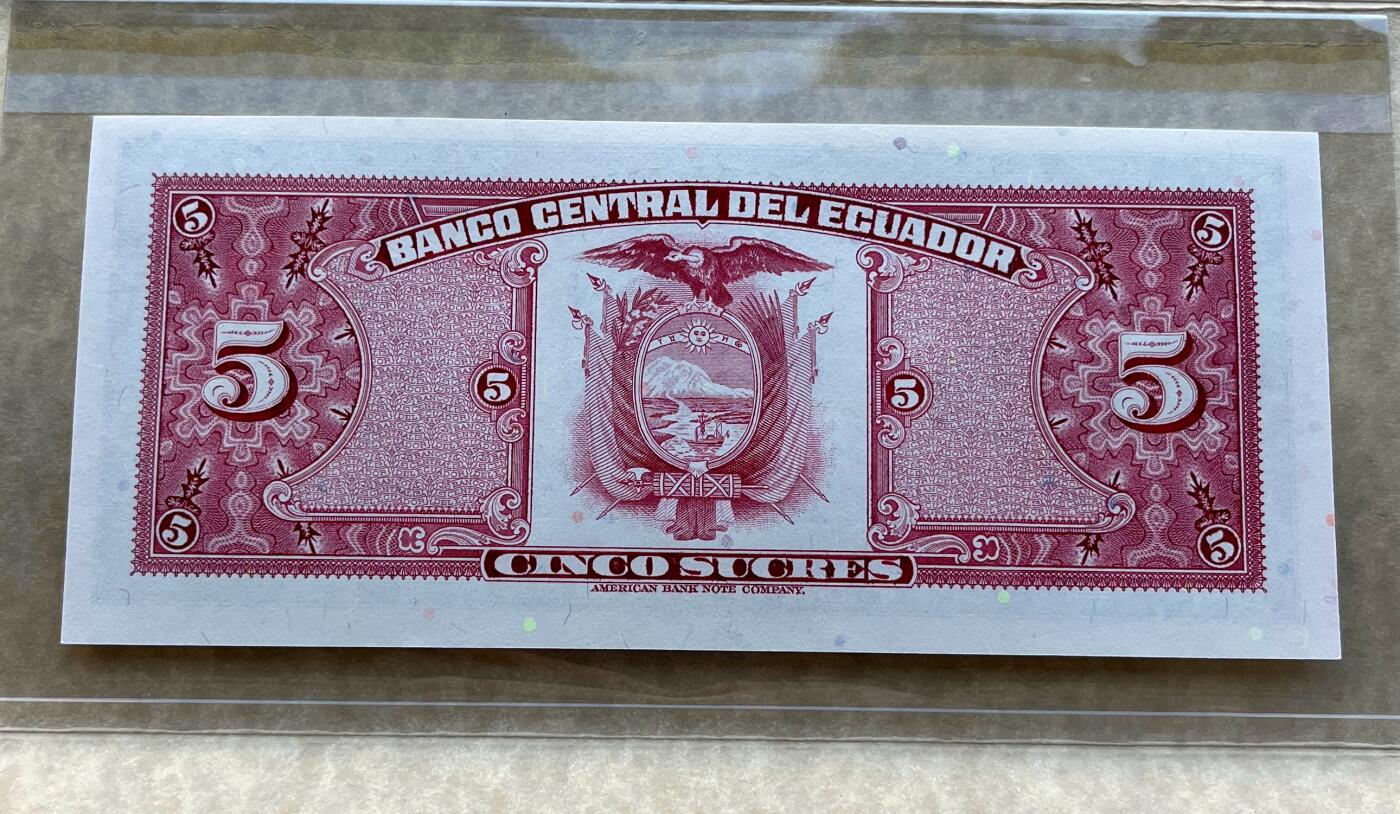 BANCO CENTRAL DEL ECUADOR
5 5
5 5
5 5
5 5
CINCO SUCRES
AMERICAN BANK NOTE COMPANY.